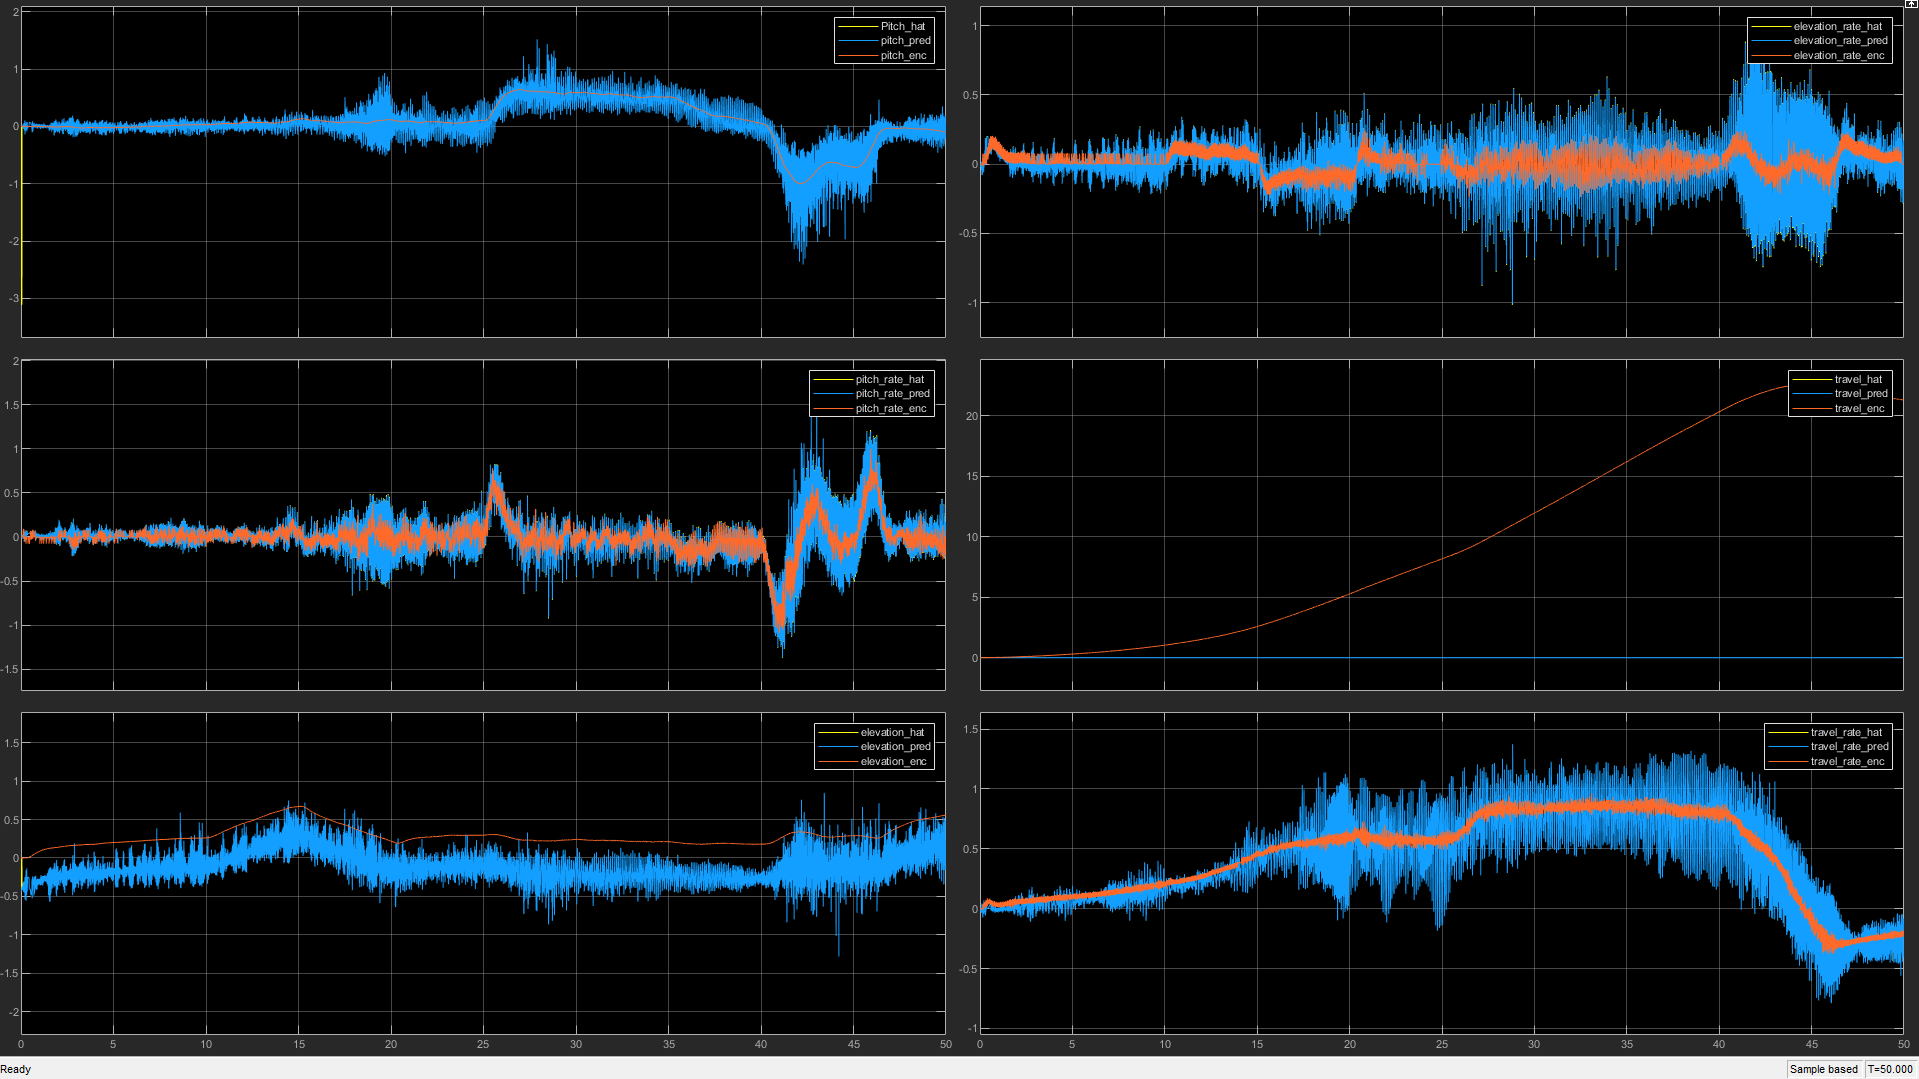 2
1
0
-1
-2
-3
Pitch_hat
pitch_pred
pitch_enc
1
0.5
0
-0.5
-1
elevation_rate_hat
elevation_rate_pred
elevation_rate_enc
2
1.5
1
0.5
0
-0.5
-1
-1.5
pitch_rate_hat
pitch_rate_pred
pitch_rate_enc
20
15
10
5
0
travel_hat
travel_pred
travel_enc
1.5
1
0.5
0
-0.5
-1
-1.5
-2
elevation_hat
elevation_pred
elevation_enc
0 5 10 15 20 25 30 35 40 45 50
1.5
1
0.5
0
-0.5
-1
travel_rate_hat
travel_rate_pred
travel_rate_enc
0 5 10 15 20 25 30 35 40 45 50
Ready
Sample based T=50.000